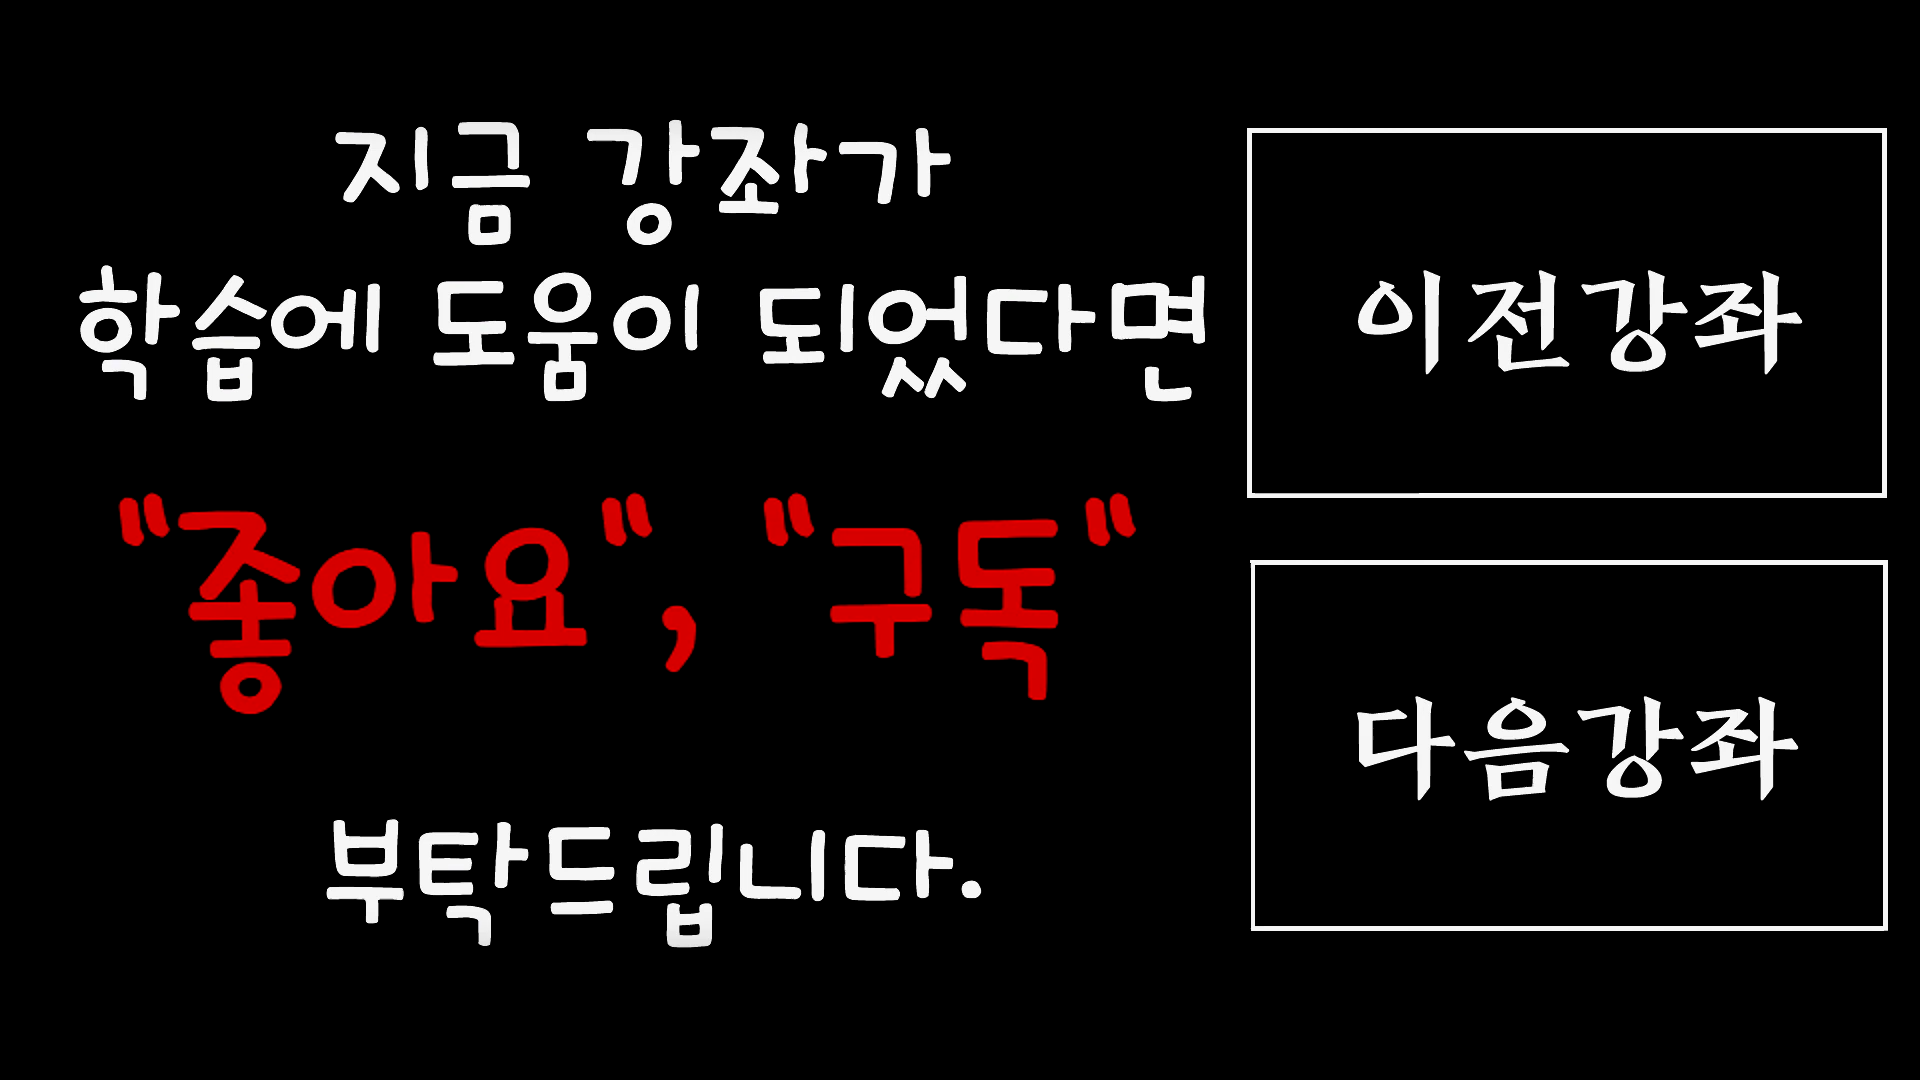 지금 강좌가
학습에 도움이 되었다면
"좋아요", "구독"
부탁드립니다.
이전강좌
다음강좌